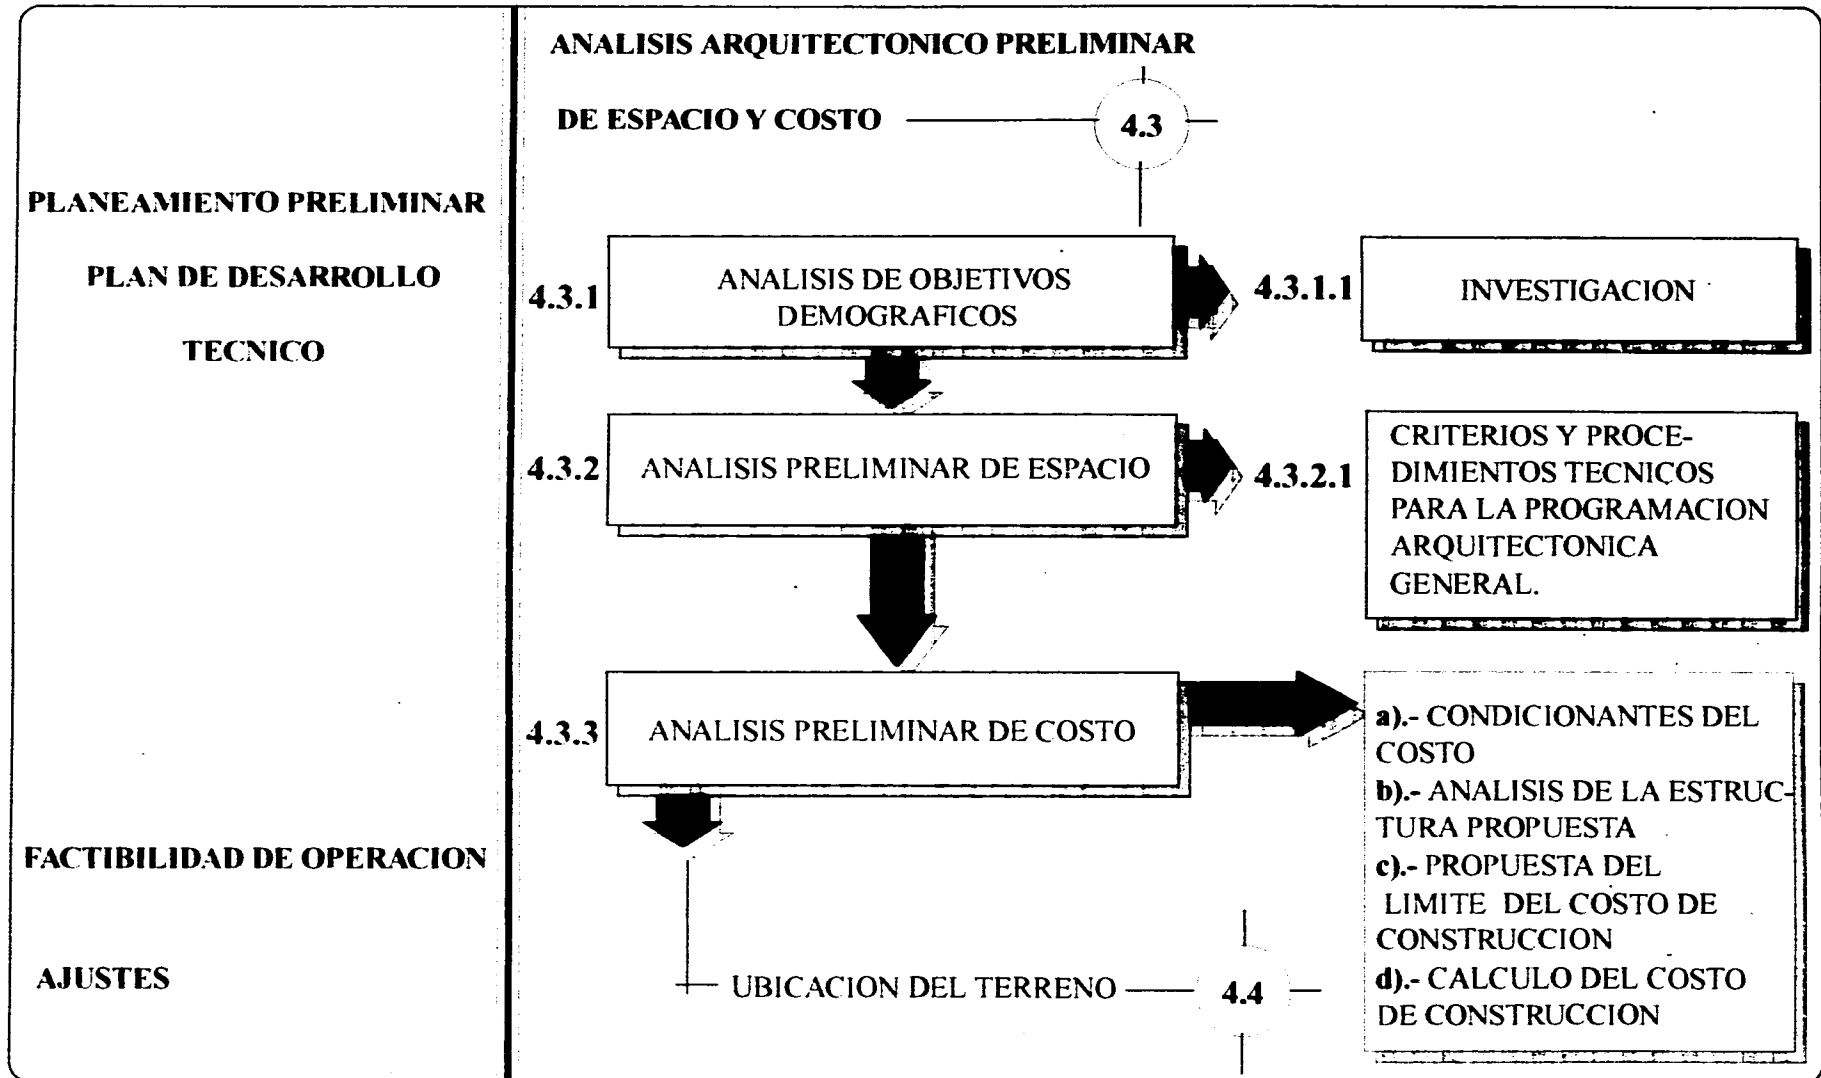 ANALISIS ARQUITECTONICO PRELIMINAR
DE ESPACIO Y COSTO
4.3
PLANEAMIENTO PRELIMINAR
PLAN DE DESARROLLO
TECNICO
4.3.1
ANALISIS DE OBJETIVOS
DEMOGRAFICOS
4.3.1.1
INVESTIGACION
4.3.2
ANALISIS PRELIMINAR DE ESPACIO
4.3.2.1
CRITERIOS Y PROCE-
DIMIENTOS TECNICOS
PARA LA PROGRAMACION
ARQUITECTONICA
GENERAL.
4.3.3
ANALISIS PRELIMINAR DE COSTO
a).- CONDICIONANTES DEL
COSTO
b).- ANALISIS DE LA ESTRUC-
TURA PROPUESTA
c).- PROPUESTA DEL
LIMITE DEL COSTO DE
CONSTRUCCION
d).- CALCULO DEL COSTO
DE CONSTRUCCION
FACTIBILIDAD DE OPERACION
AJUSTES
UBICACION DEL TERRENO
4.4